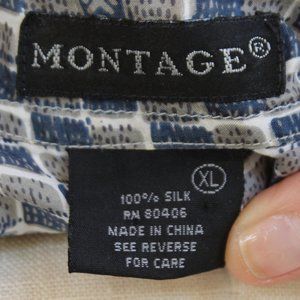 MONTAGE®
XL
100% SILK
RN 80406
MADE IN CHINA
SEE REVERSE
FOR CARE